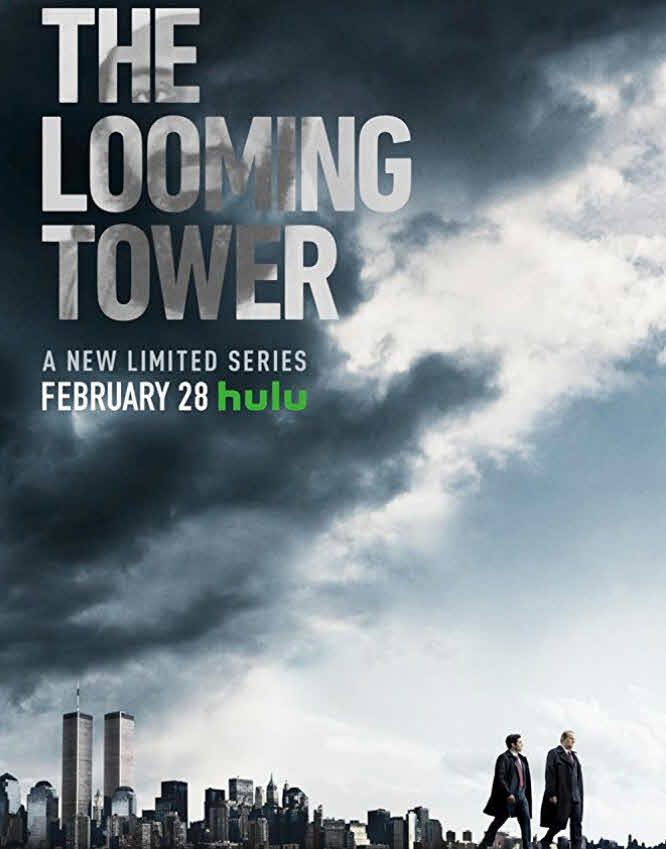 THE
LOOMING
TOWER
A NEW LIMITED SERIES
FEBRUARY 28 hulu